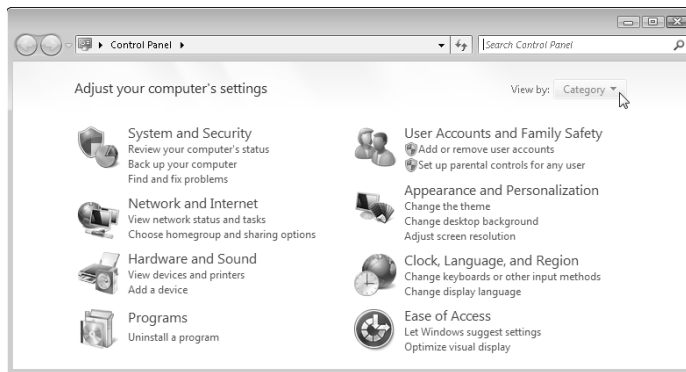 Control Panel
Search Control Panel
Adjust your computer's settings
View by: Category
System and Security
Review your computer's status
Back up your computer
Find and fix problems
Network and Internet
View network status and tasks
Choose homegroup and sharing options
Hardware and Sound
View devices and printers
Add a device
Programs
Uninstall a program
User Accounts and Family Safety
Add or remove user accounts
Set up parental controls for any user
Appearance and Personalization
Change the theme
Change desktop background
Adjust screen resolution
Clock, Language, and Region
Change keyboards or other input methods
Change display language
Ease of Access
Let Windows suggest settings
Optimize visual display